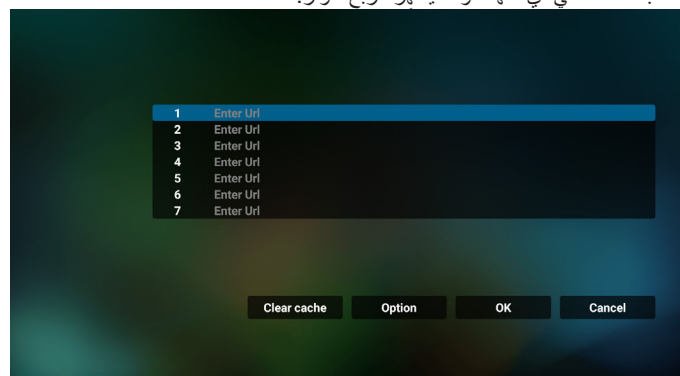 1 Enter Url
2 Enter Url
3 Enter Url
4 Enter Url
5 Enter Url
6 Enter Url
7 Enter Url
Clear cache Option OK Cancel